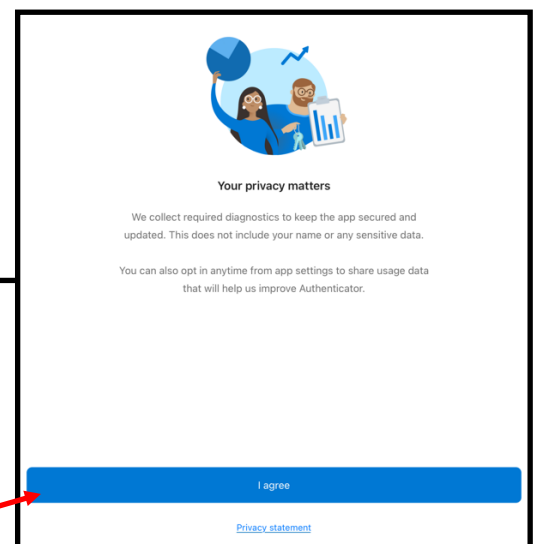 Your privacy matters
We collect required diagnostics to keep the app secured and
updated. This does not include your name or any sensitive data.
You can also opt in anytime from app settings to share usage data
that will help us improve Authenticator.
I agree
Privacy statement